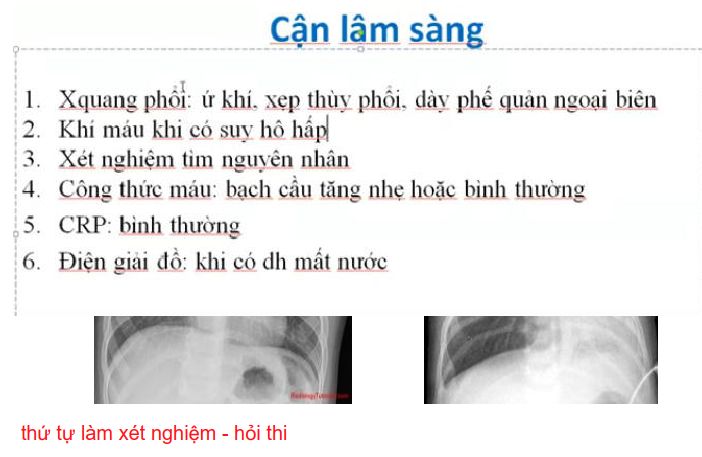 Cận lâm sàng
1. Xquang phổi: ứ khí, xẹp thùy phổi, dày phế quản ngoại biên
2. Khí máu khi có suy hô hấp
3. Xét nghiệm tìm nguyên nhân
4. Công thức máu: bạch cầu tăng nhẹ hoặc bình thường
5. CRP: bình thường
6. Điện giải đồ: khi có dh mất nước
thứ tự làm xét nghiệm - hỏi thi